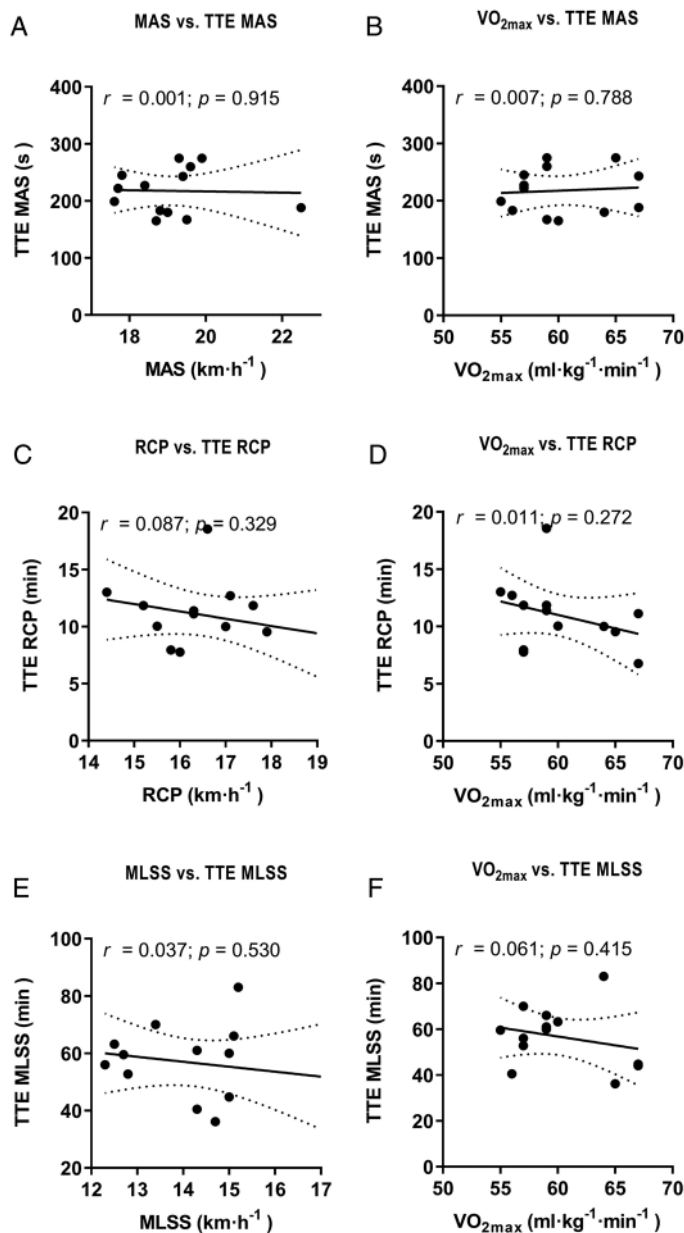 A
MAS vs. TTE MAS
r = 0.001; p = 0.915
400
300
200
100
0
TTE MAS (s)
18 20 22
MAS (km·h⁻¹ )
B
VO₂max vs. TTE MAS
r = 0.007; p = 0.788
400
300
200
100
0
TTE MAS (s)
50 55 60 65 70
VO₂max (ml·kg⁻¹·min⁻¹)
C
RCP vs. TTE RCP
r = 0.087; p = 0.329
20
15
10
5
0
TTE RCP (min)
14 15 16 17 18 19
RCP (km·h⁻¹ )
D
VO₂max vs. TTE RCP
r = 0.011; p = 0.272
20
15
10
5
0
TTE RCP (min)
50 55 60 65 70
VO₂max (ml·kg⁻¹·min⁻¹)
E
MLSS vs. TTE MLSS
r = 0.037; p = 0.530
100
80
60
40
20
TTE MLSS (min)
12 13 14 15 16 17
MLSS (km·h⁻¹ )
F
VO₂max vs. TTE MLSS
r = 0.061; p = 0.415
100
80
60
40
20
0
TTE MLSS (min)
50 55 60 65 70
VO₂max (ml·kg⁻¹·min⁻¹)